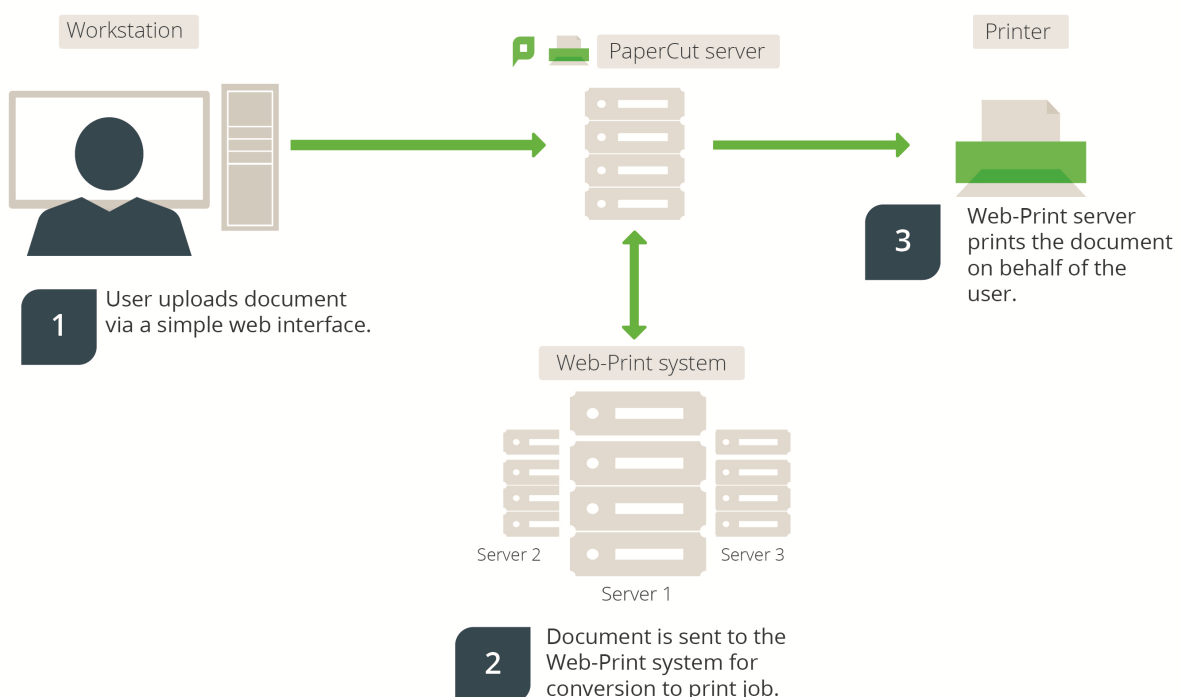 Workstation
PaperCut server
Printer
1
User uploads document
via a simple web interface.
3
Web-Print server
prints the document
on behalf of the
user.
Web-Print system
Server 2
Server 3
Server 1
2
Document is sent to the
Web-Print system for
conversion to print job.